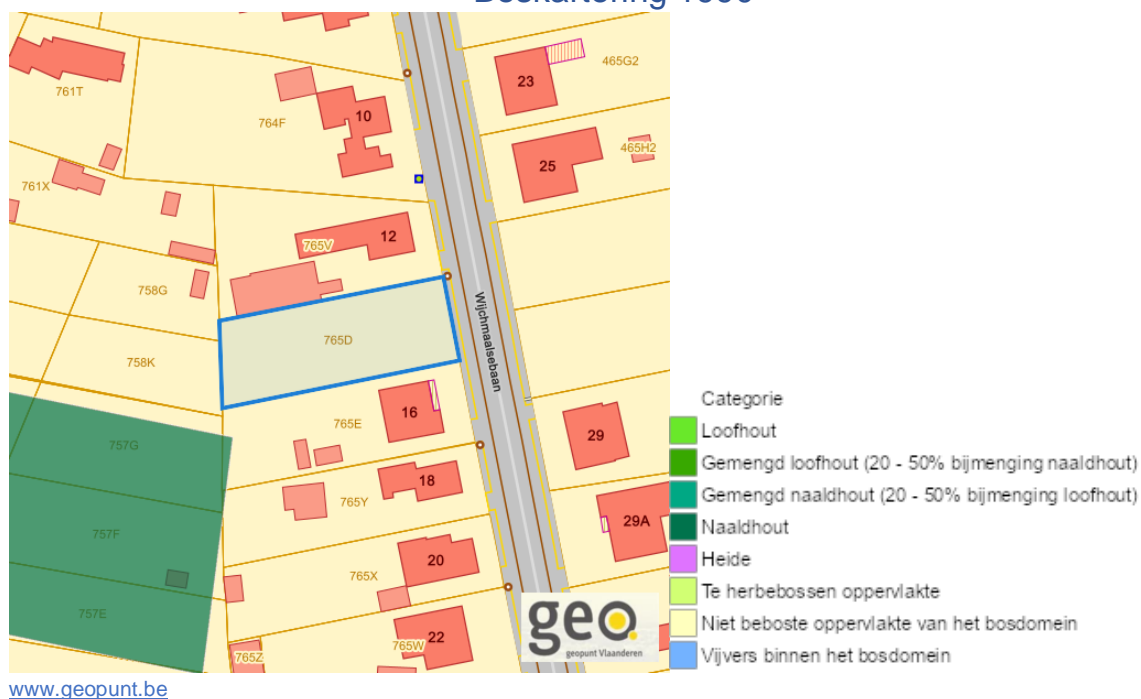 761T
764F
10
23
465G2
25
465H2
761X
765V
12
758G
765D
758K
Wijchmaalsebaan
765E
16
29
757G
18
765Y
29A
757F
765X
20
757E
765Z
765W
22
geo.
geopunt Vlaanderen
Categorie
Loofhout
Gemengd loofhout (20 - 50% bijmenging naaldhout)
Gemengd naaldhout (20 - 50% bijmenging loofhout)
Naaldhout
Heide
Te herbebossen oppervlakte
Niet beboste oppervlakte van het bosdomein
Vijvers binnen het bosdomein
www.geopunt.be